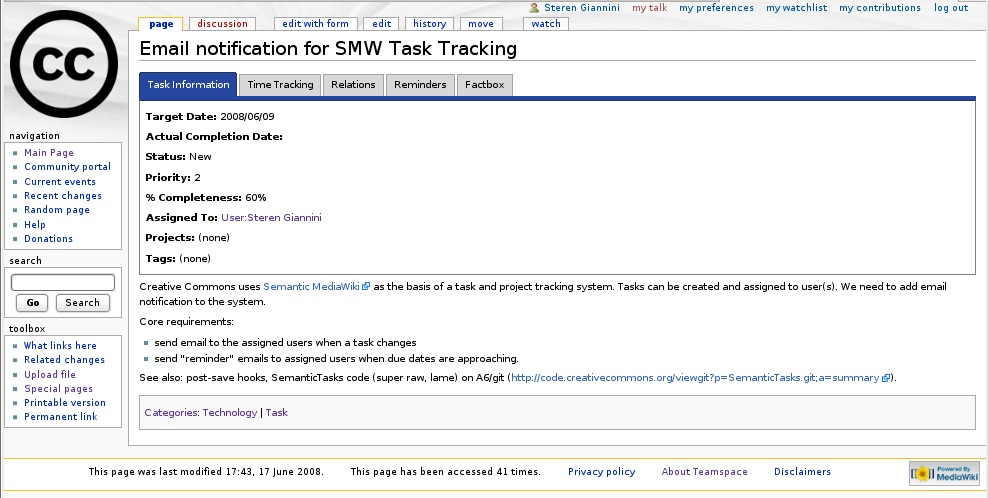 Steren Giannini my talk my preferences my watchlist my contributions log out
page discussion edit with form edit history move watch
cc
Email notification for SMW Task Tracking
Task Information Time Tracking Relations Reminders Factbox
Target Date: 2008/06/09
Actual Completion Date:
Status: New
Priority: 2
% Completeness: 60%
Assigned To: User:Steren Giannini
Projects: (none)
Tags: (none)
navigation
Main Page
Community portal
Current events
Recent changes
Random page
Help
Donations
search
Go Search
toolbox
What links here
Related changes
Upload file
Special pages
Printable version
Permanent link
Creative Commons uses Semantic MediaWiki as the basis of a task and project tracking system. Tasks can be created and assigned to user(s). We need to add email
notification to the system.
Core requirements:
send email to the assigned users when a task changes
send "reminder" emails to assigned users when due dates are approaching.
See also: post-save hooks, SemanticTasks code (super raw, lame) on A6/git (http://code.creativecommons.org/viewgit?p=SemanticTasks.git;a=summary).
Categories: Technology | Task
This page was last modified 17:43, 17 June 2008. This page has been accessed 41 times. Privacy policy About Teamspace Disclaimers
Powered By
MediaWiki